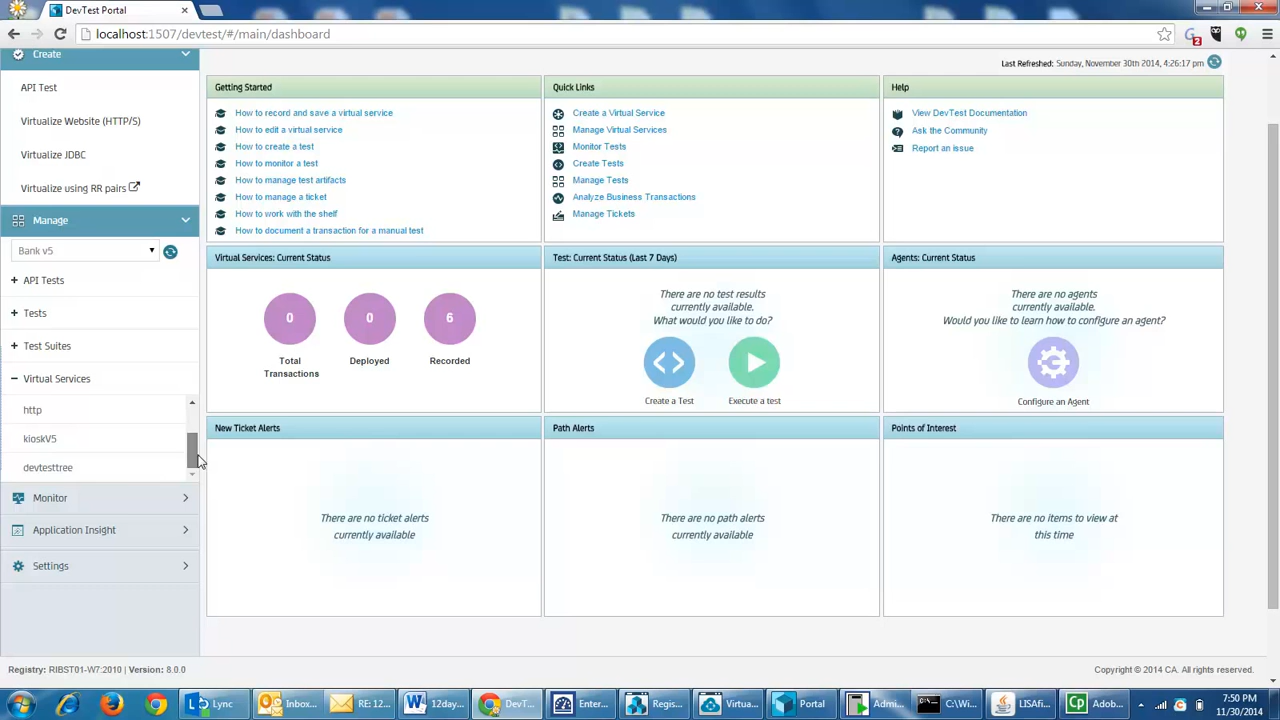 DevTest Portal
localhost:1507/devtest/#/main/dashboard
2
Last Refreshed: Sunday, November 30th 2014, 4:26:17 pm
Create
API Test
Virtualize Website (HTTP/S)
Virtualize JDBC
Virtualize using RR pairs
Manage
Bank v5
+ API Tests
+ Tests
+ Test Suites
− Virtual Services
http
kioskV5
devtesttree
Monitor
Application Insight
Settings
Getting Started
How to record and save a virtual service
How to edit a virtual service
How to create a test
How to monitor a test
How to manage test artifacts
How to manage a ticket
How to work with the shelf
How to document a transaction for a manual test
Quick Links
Create a Virtual Service
Manage Virtual Services
Monitor Tests
Create Tests
Manage Tests
Analyze Business Transactions
Manage Tickets
Help
View DevTest Documentation
Ask the Community
Report an issue
Virtual Services: Current Status
0 0 6
Total Deployed Recorded
Transactions
Test: Current Status (Last 7 Days)
There are no test results
currently available.
What would you like to do?
Create a Test Execute a test
Agents: Current Status
There are no agents
currently available.
Would you like to learn how to configure an agent?
Configure an Agent
New Ticket Alerts
There are no ticket alerts
currently available
Path Alerts
There are no path alerts
currently available
Points of Interest
There are no items to view at
this time
Registry: RIBST01-W7:2010 | Version: 8.0.0
Copyright © 2014 CA. All rights reserved.
Lync Inbox... RE: 12... 12day... DevT... Enter... Regis... Virtua... Portal Admi... C:\Wi... LISAfi... Adob...
7:50 PM
11/30/2014